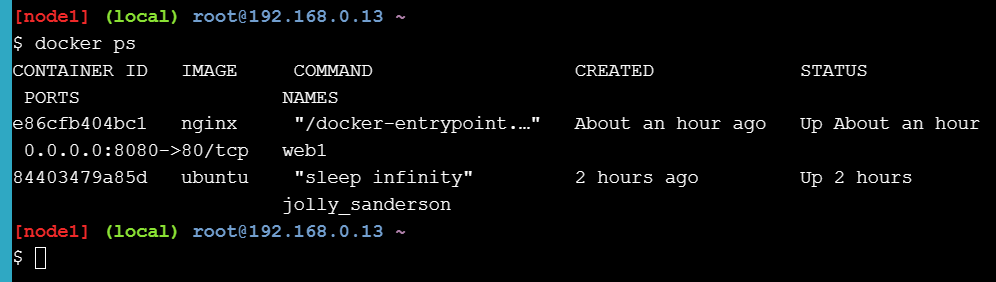 [node1] (local) root@192.168.0.13 ~
$ docker ps
CONTAINER ID   IMAGE     COMMAND                  CREATED             STATUS
 PORTS                  NAMES
e86cfb404bc1   nginx     "/docker-entrypoint.…"   About an hour ago   Up About an hour
 0.0.0.0:8080->80/tcp   web1
84403479a85d   ubuntu    "sleep infinity"         2 hours ago         Up 2 hours
                        jolly_sanderson
[node1] (local) root@192.168.0.13 ~
$